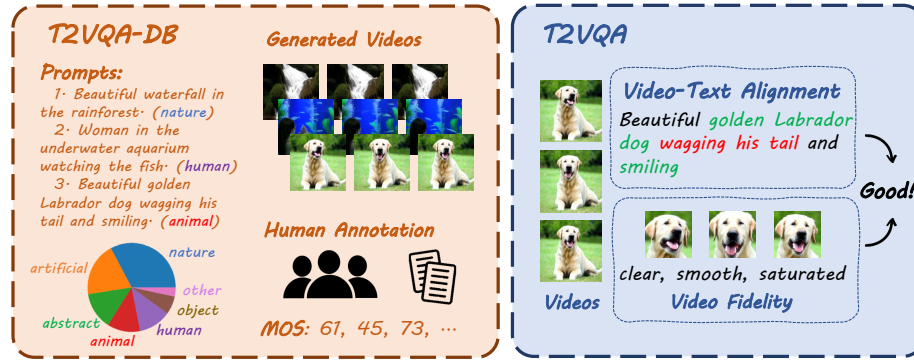 T2VQA-DB
Prompts:
1. Beautiful waterfall in
the rainforest. (nature)
2. Woman in the
underwater aquarium
watching the fish. (human)
3. Beautiful golden
Labrador dog wagging his
tail and smiling. (animal)
nature
artificial
other
object
abstract
human
animal
Generated Videos
Human Annotation
MOS: 61, 45, 73, ...
T2VQA
Videos
Video-Text Alignment
Beautiful golden Labrador
dog wagging his tail and
smiling
clear, smooth, saturated
Video Fidelity
Good!